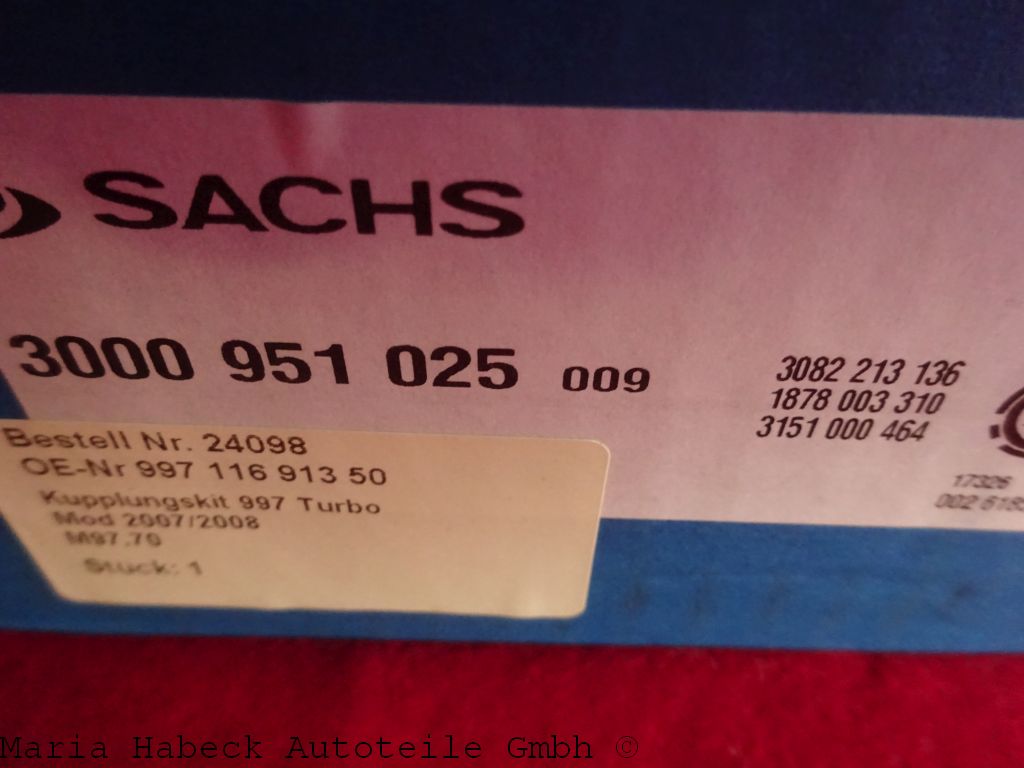 SACHS
3000 951 025 009
3082 213 136
1878 003 310
3151 000 464
17326
Bestell Nr. 24098
OE-Nr 997 116 913 50
Kupplungskit 997 Turbo
Mod 2007/2008
M97.70
Stuck: 1
Maria Habeck Autoteile Gmbh ©